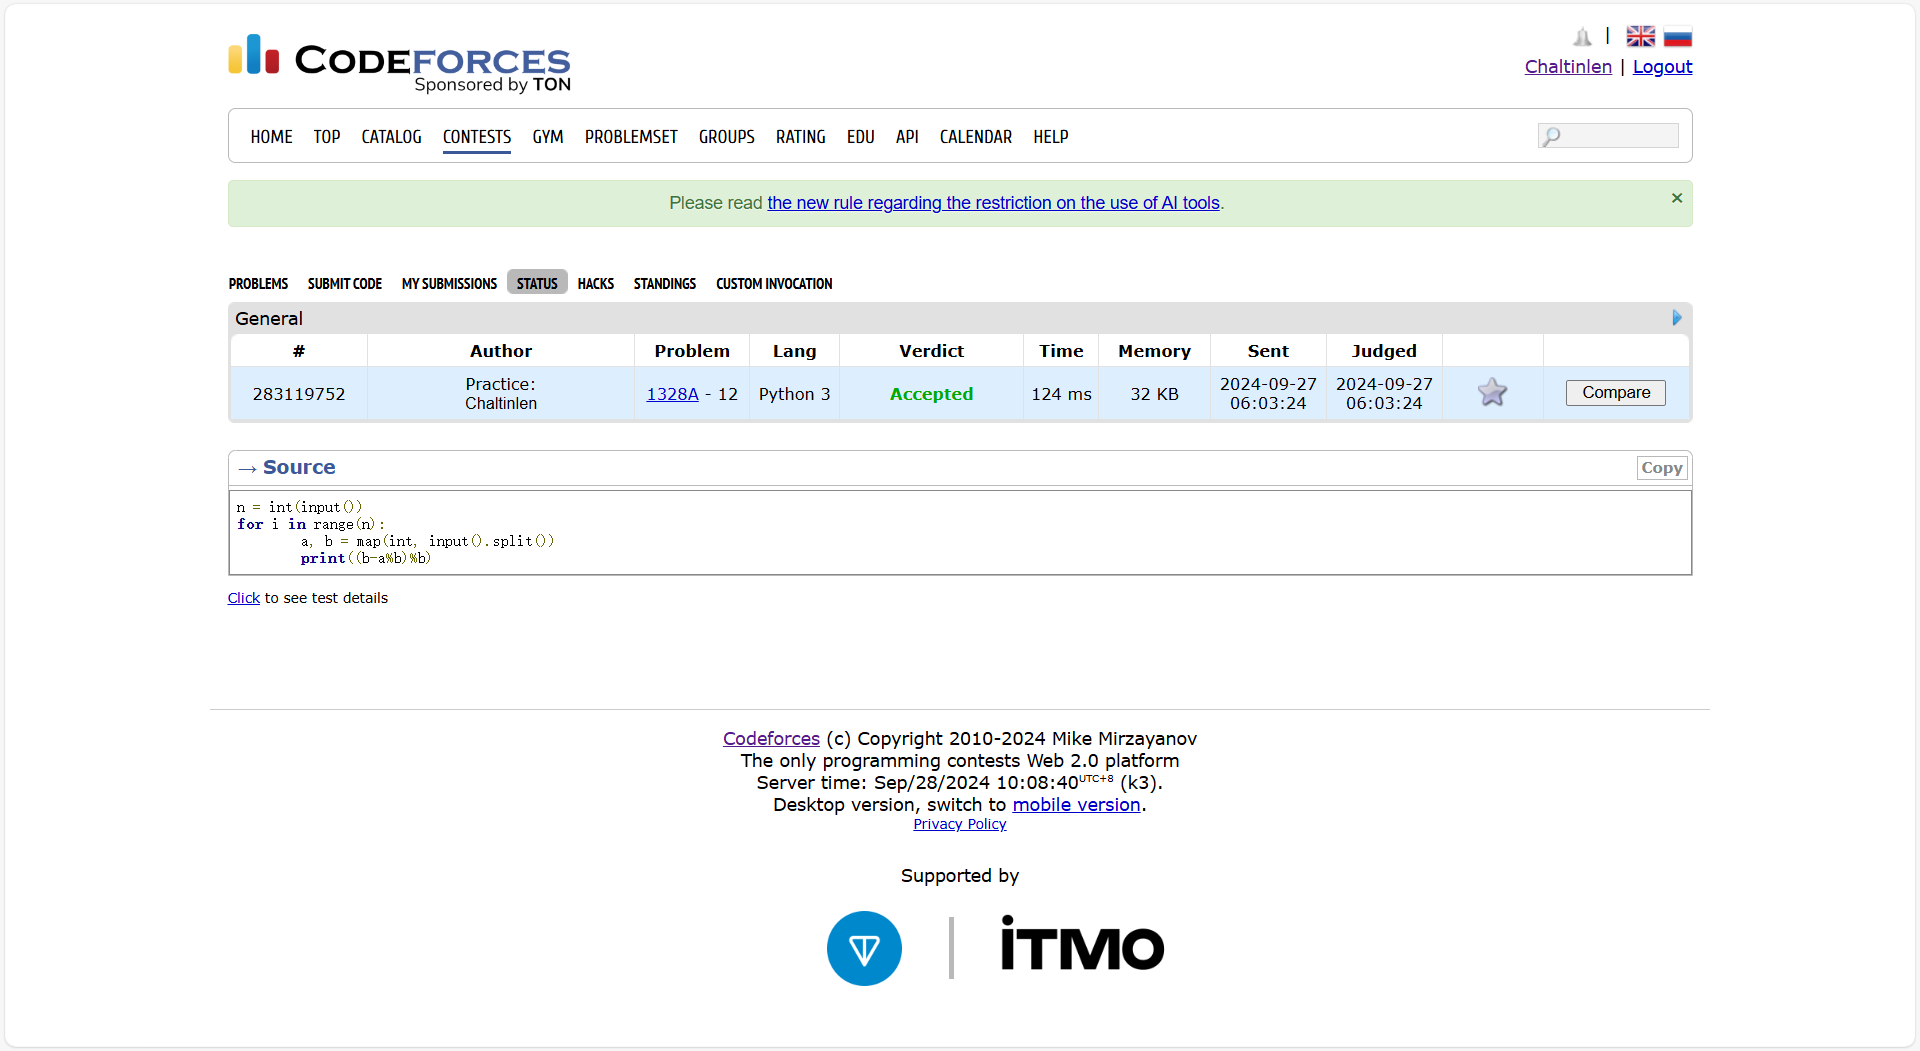 CODEFORCES
Sponsored by TON
|
Chaltinlen | Logout
HOME TOP CATALOG CONTESTS GYM PROBLEMSET GROUPS RATING EDU API CALENDAR HELP
Please read the new rule regarding the restriction on the use of AI tools.
×
PROBLEMS SUBMIT CODE MY SUBMISSIONS STATUS HACKS STANDINGS CUSTOM INVOCATION
General
# Author Problem Lang Verdict Time Memory Sent Judged
283119752 Practice: Chaltinlen 1328A - 12 Python 3 Accepted 124 ms 32 KB 2024-09-27 06:03:24 2024-09-27 06:03:24 Compare
→ Source Copy
n = int(input())
for i in range(n):
        a, b = map(int, input().split())
        print((b-a%b)%b)
Click to see test details
Codeforces (c) Copyright 2010-2024 Mike Mirzayanov
The only programming contests Web 2.0 platform
Server time: Sep/28/2024 10:08:40UTC+8 (k3).
Desktop version, switch to mobile version.
Privacy Policy
Supported by
iTMO